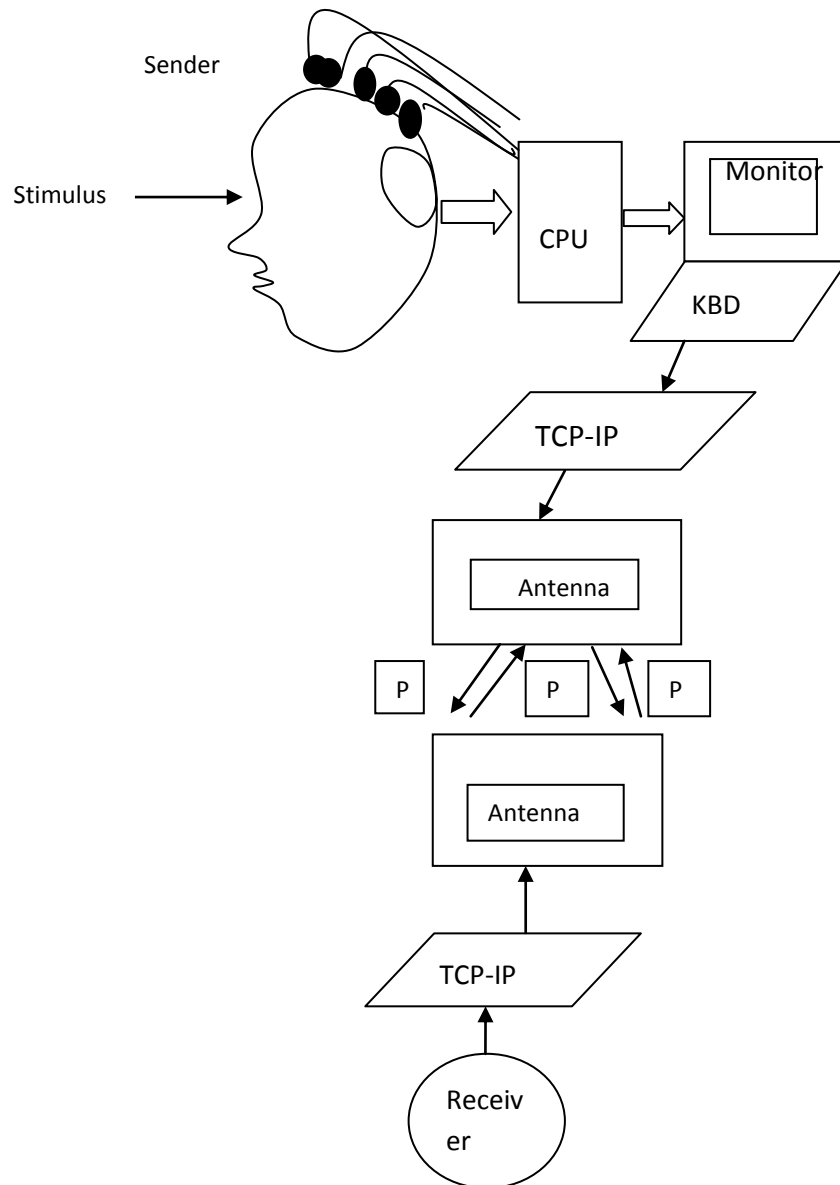 Sender
Stimulus
Monitor
CPU
KBD
TCP-IP
Antenna
P
P
P
Antenna
TCP-IP
Receiv
er